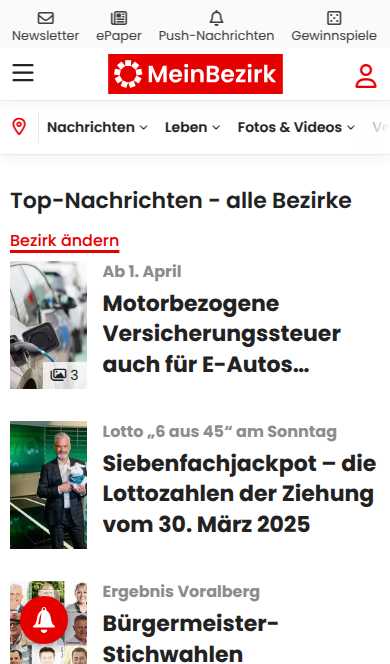 Newsletter
ePaper
Push-Nachrichten
Gewinnspiele
MeinBezirk
Nachrichten
Leben
Fotos & Videos
Top-Nachrichten - alle Bezirke
Bezirk ändern
3
Ab 1. April
Motorbezogene
Versicherungssteuer
auch für E-Autos...
Lotto „6 aus 45“ am Sonntag
Siebenfachjackpot – die
Lottozahlen der Ziehung
vom 30. März 2025
Ergebnis Voralberg
Bürgermeister-
Stichwahlen